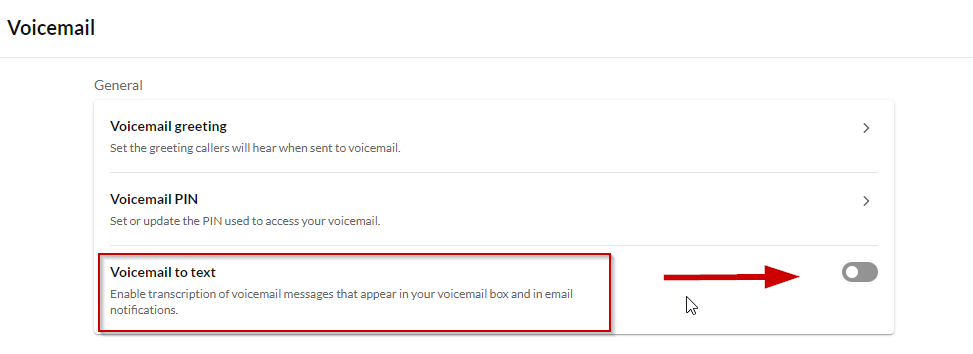 Voicemail
General
Voicemail greeting
Set the greeting callers will hear when sent to voicemail.
Voicemail PIN
Set or update the PIN used to access your voicemail.
Voicemail to text
Enable transcription of voicemail messages that appear in your voicemail box and in email
notifications.